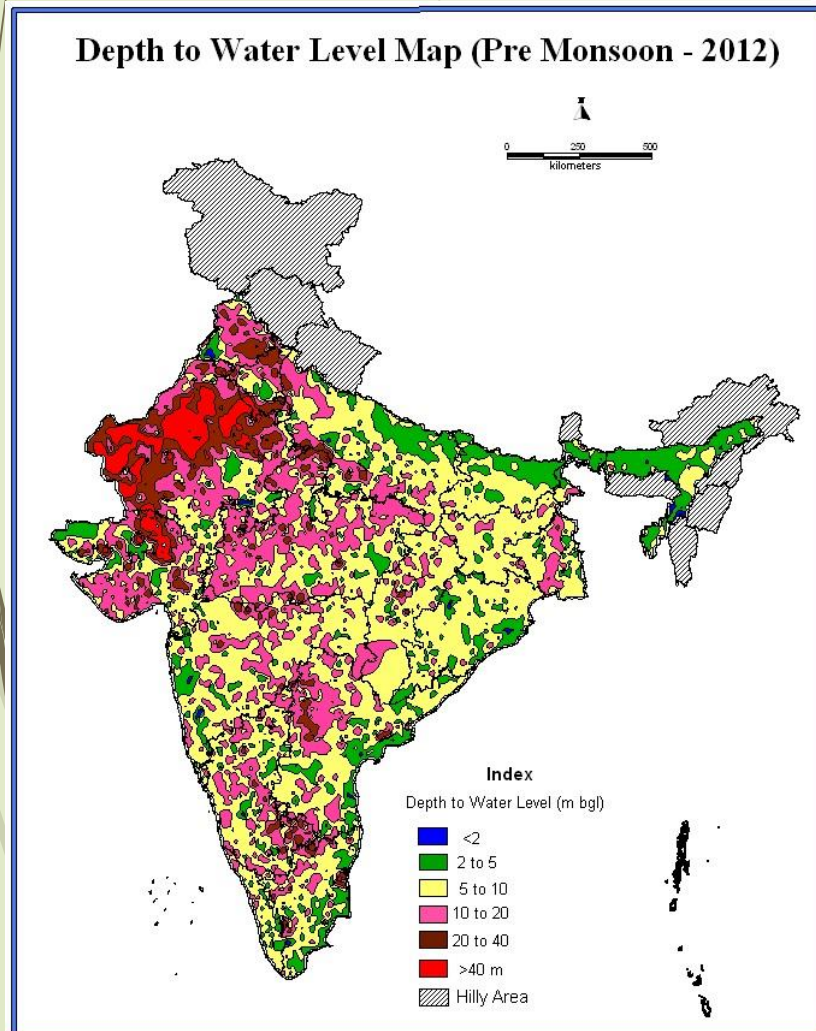 Depth to Water Level Map (Pre Monsoon - 2012)
0 250 500
kilometers
Index
Depth to Water Level (m bgl)
<2
2 to 5
5 to 10
10 to 20
20 to 40
>40 m
Hilly Area